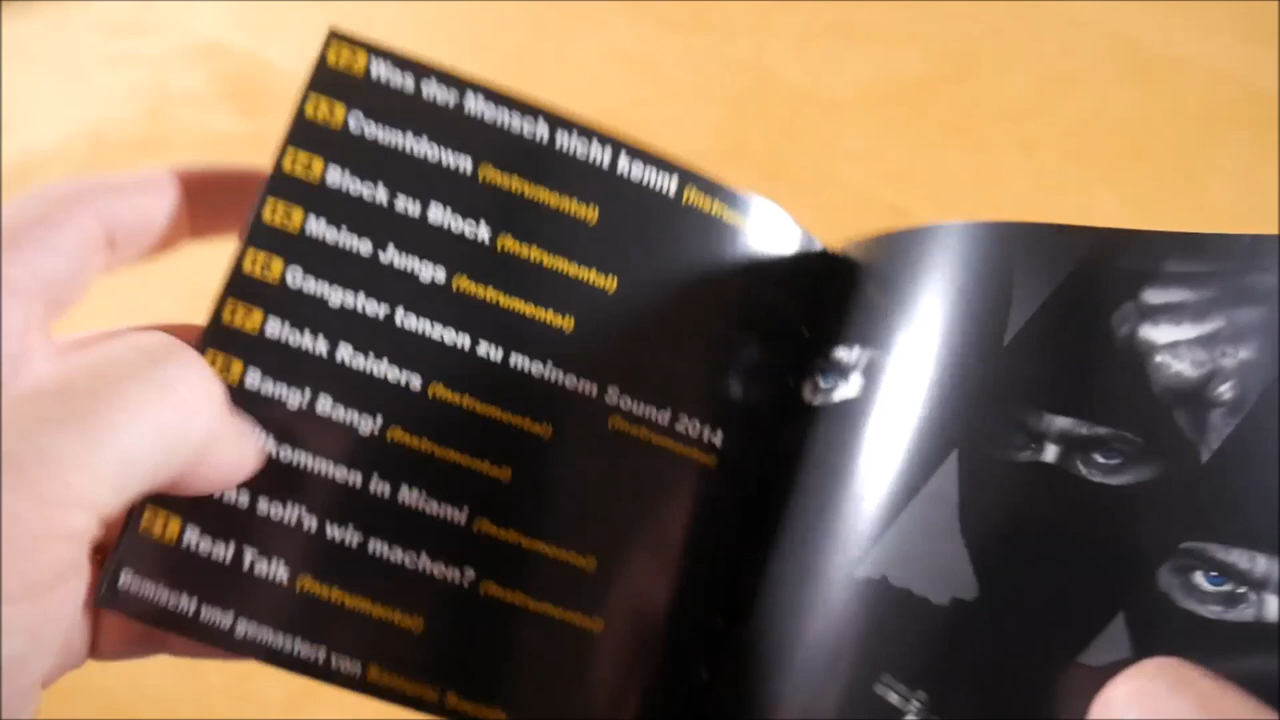 Was der Mensch nicht kennt
Countdown (Instrumental)
Block zu Block (Instrumental)
Meine Jungs (Instrumental)
Gangster tanzen zu meinem Sound 2014
(Instrumental)
Blokk Raiders (Instrumental)
Bang! Bang! (Instrumental)
lkommen in Miami (Instrumental)
soll'n wir machen? (Instrumental)
Real Talk (Instrumental)
Gemischt und gemastert von